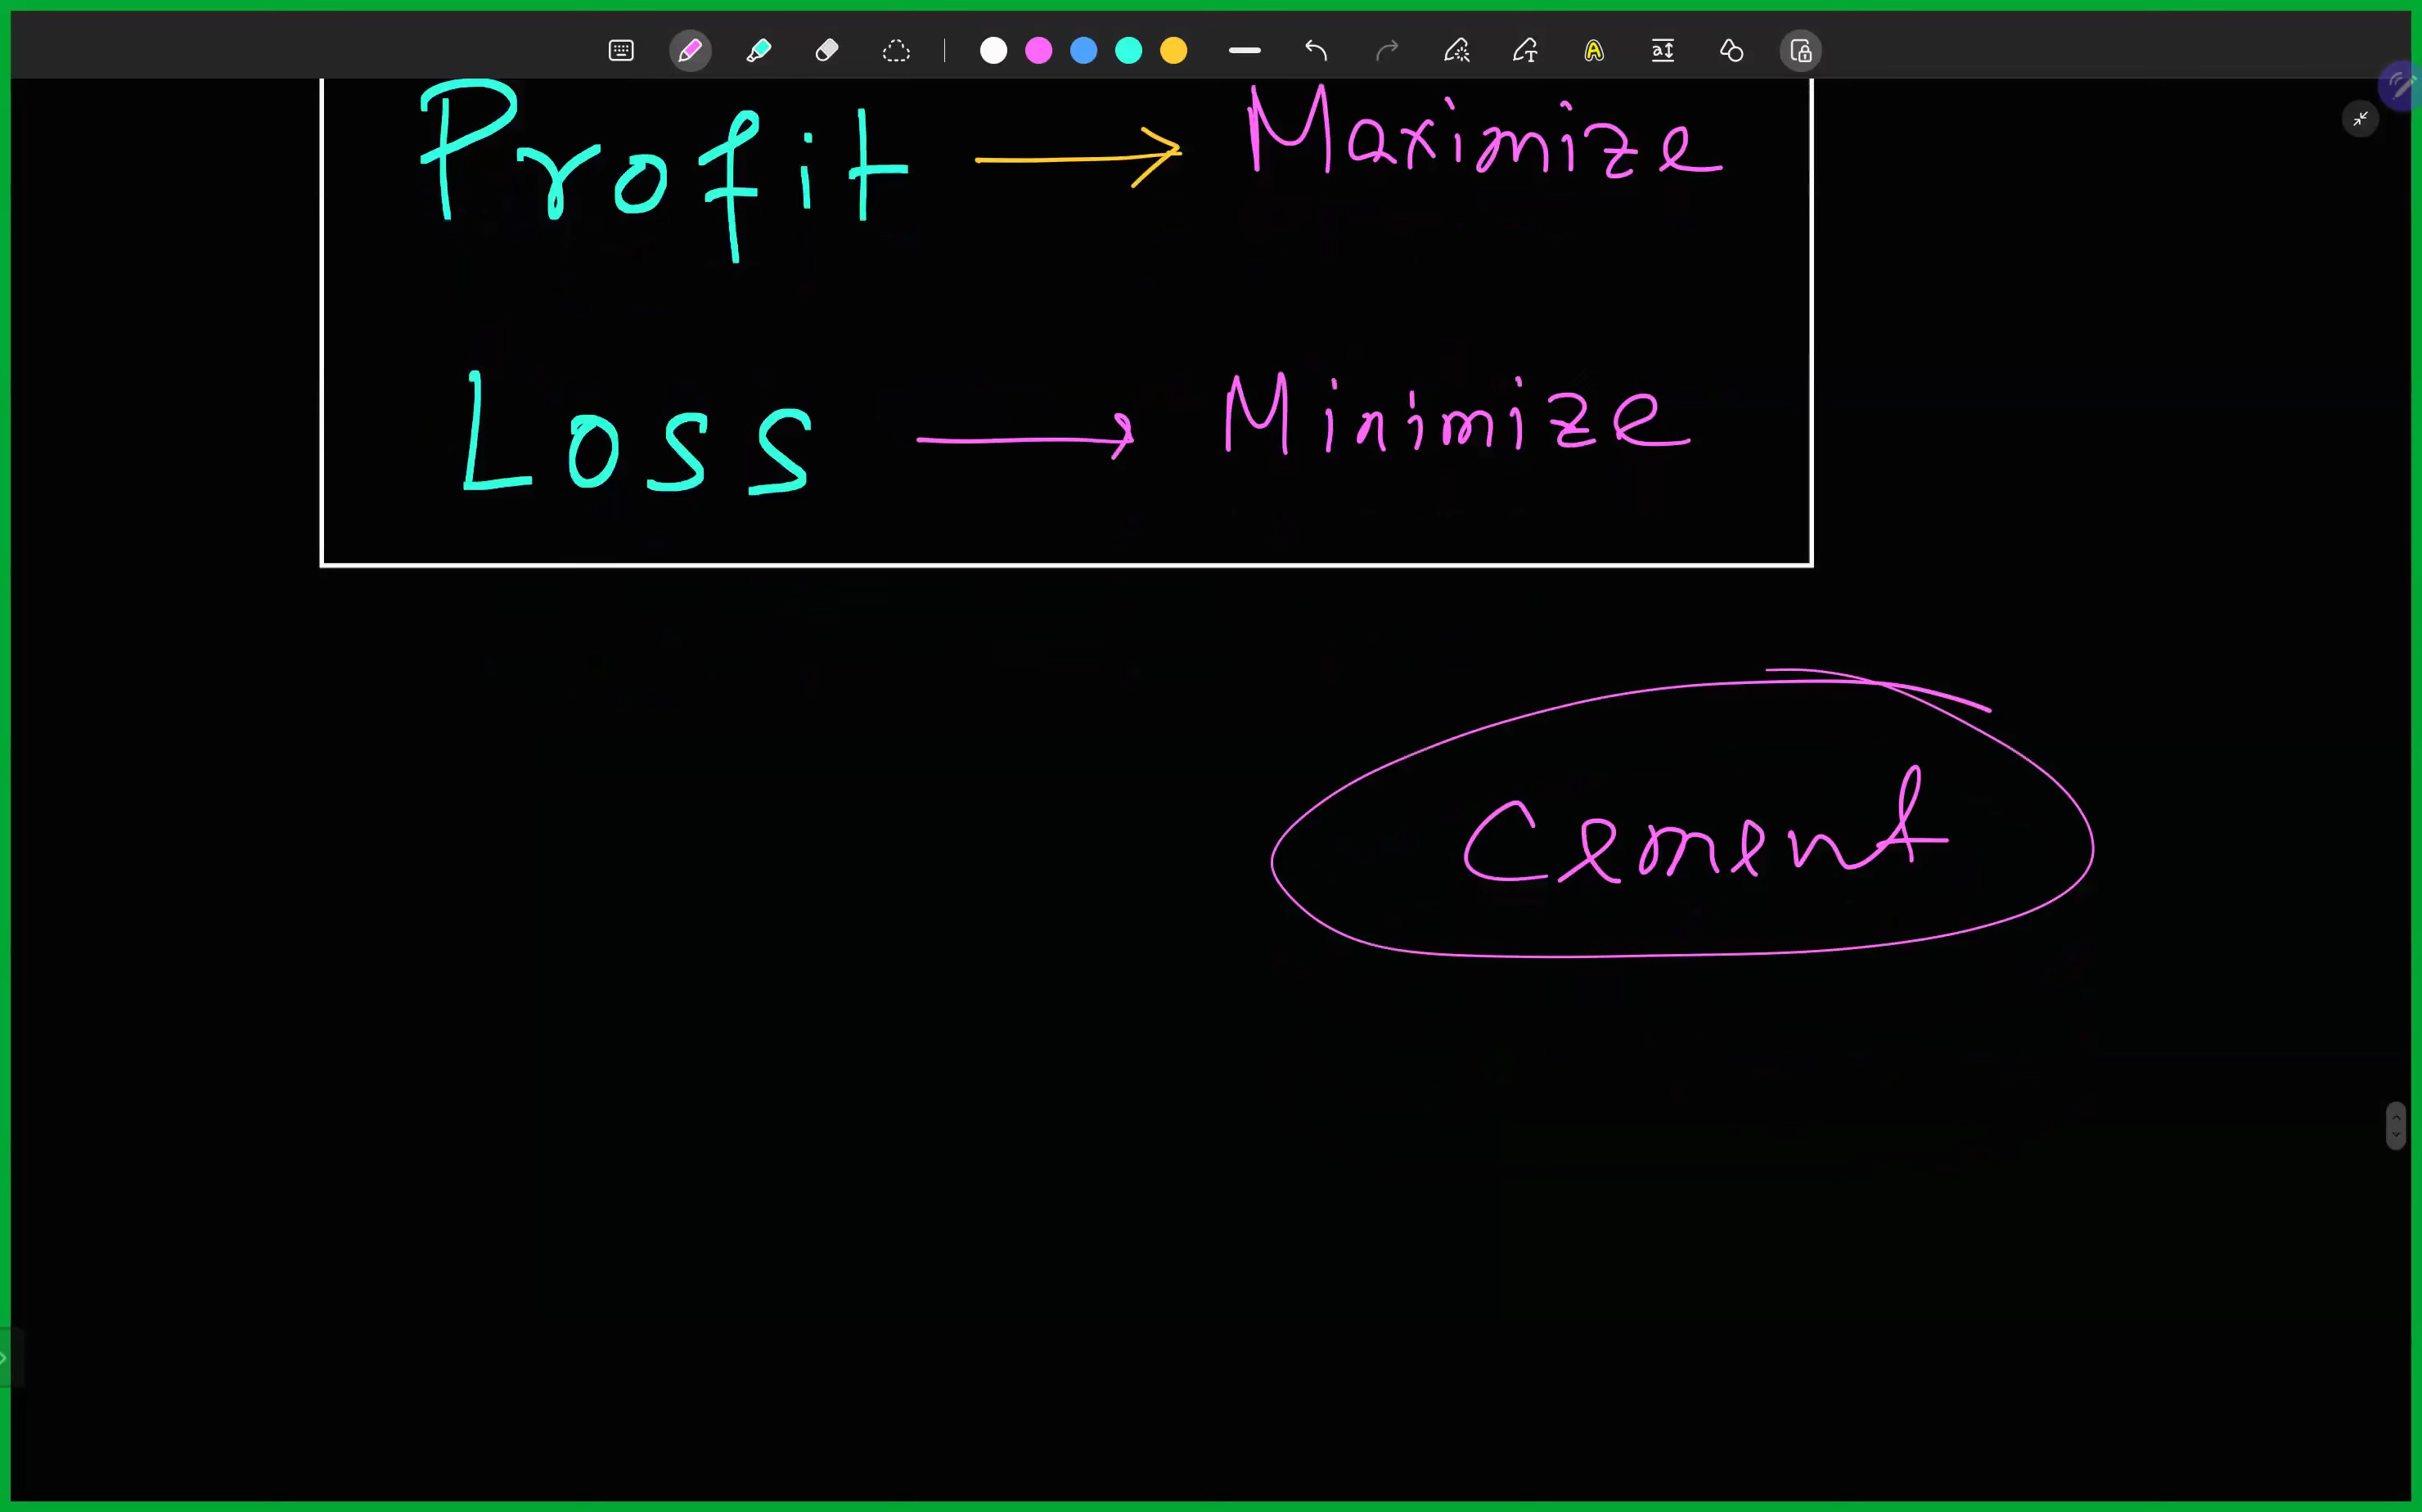 Profit → Maximize
Loss → Minimize
Cement